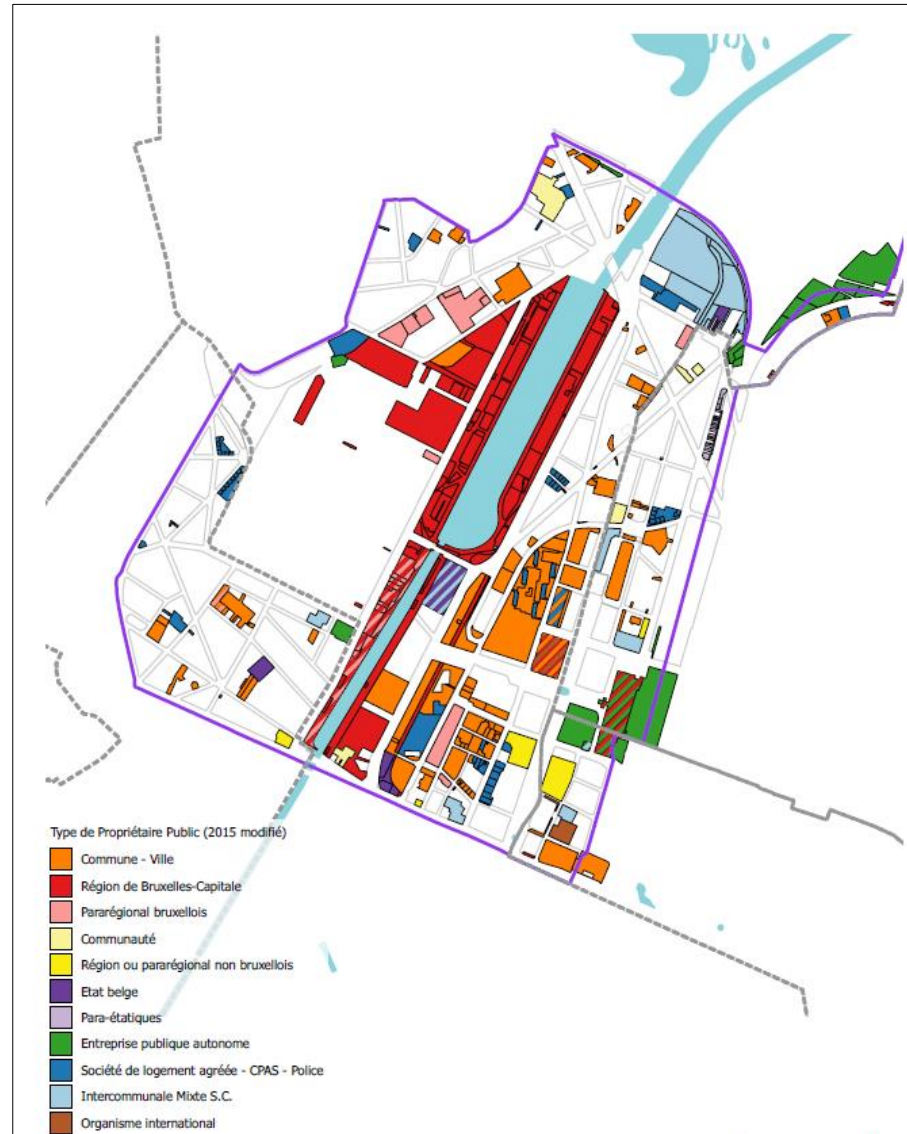 Type de Propriétaire Public (2015 modifié)
Commune - Ville
Région de Bruxelles-Capitale
Pararégional bruxellois
Communauté
Région ou pararégional non bruxellois
Etat belge
Para-étatiques
Entreprise publique autonome
Société de logement agréée - CPAS - Police
Intercommunale Mixte S.C.
Organisme international